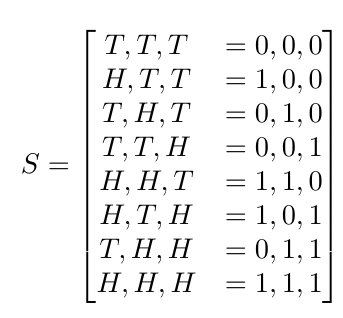 T, T, T = 0, 0, 0
H, T, T = 1, 0, 0
T, H, T = 0, 1, 0
T, T, H = 0, 0, 1
S = H, H, T = 1, 1, 0
H, T, H = 1, 0, 1
T, H, H = 0, 1, 1
H, H, H = 1, 1, 1